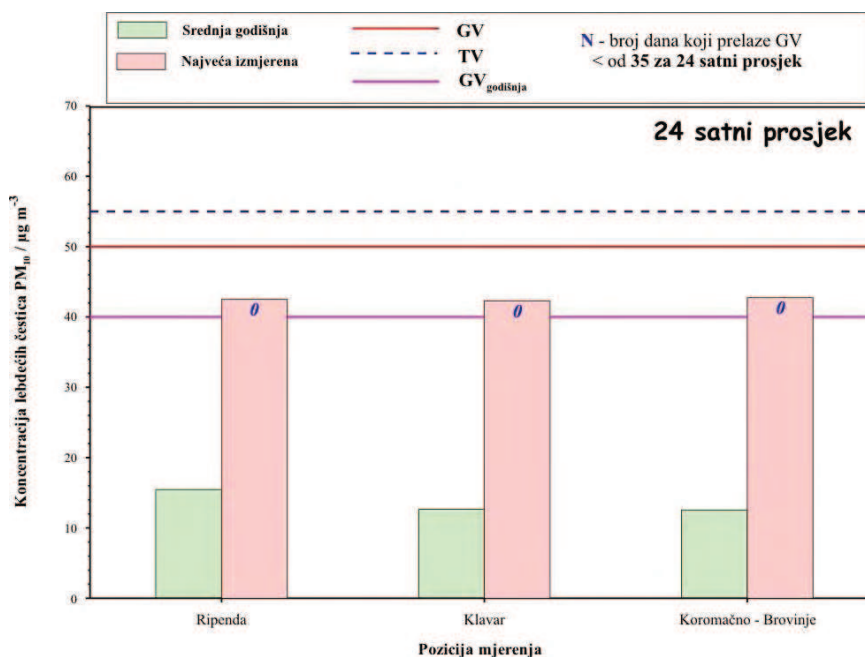 Srednja godišnja
Najveća izmjerena
GV
TV
GVgodišnja
N - broj dana koji prelaze GV
< od 35 za 24 satni prosjek
24 satni prosjek
Koncentracija lebdećih čestica PM10 / µg m-3
70
60
50
40
30
20
10
0
0
0
0
Ripenda
Klavar
Koromačno - Brovinje
Pozicija mjerenja